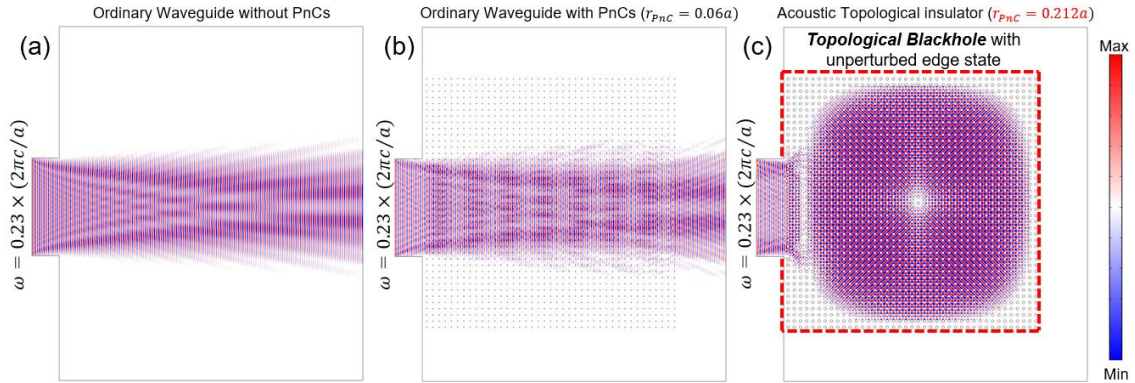 Ordinary Waveguide without PnCs
Ordinary Waveguide with PnCs (r_PnC = 0.06a)
Acoustic Topological insulator (r_PnC = 0.212a)
(a)
(b)
(c)
Topological Blackhole with
unperturbed edge state
Max
Min
ω = 0.23 × (2πc/a)
ω = 0.23 × (2πc/a)
ω = 0.23 × (2πc/a)